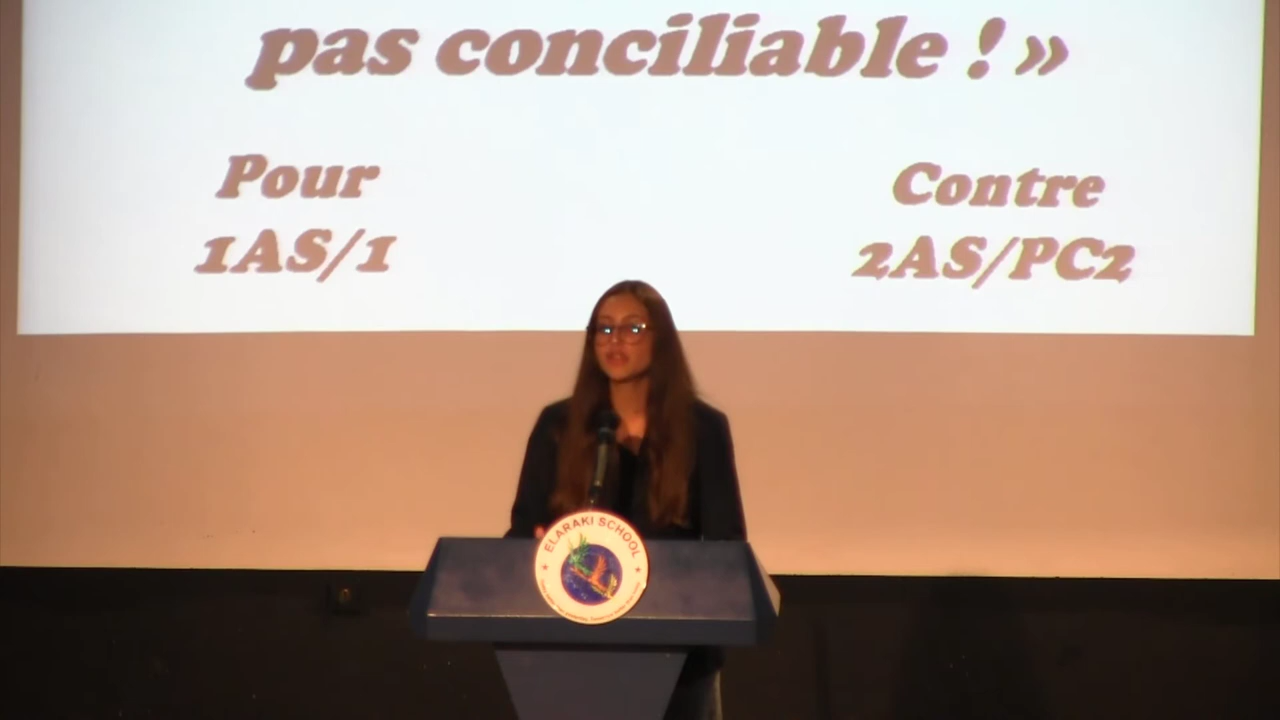 pas conciliable ! »
Pour
Contre
1AS/1
2AS/PC2
ELARAKI SCHOOL